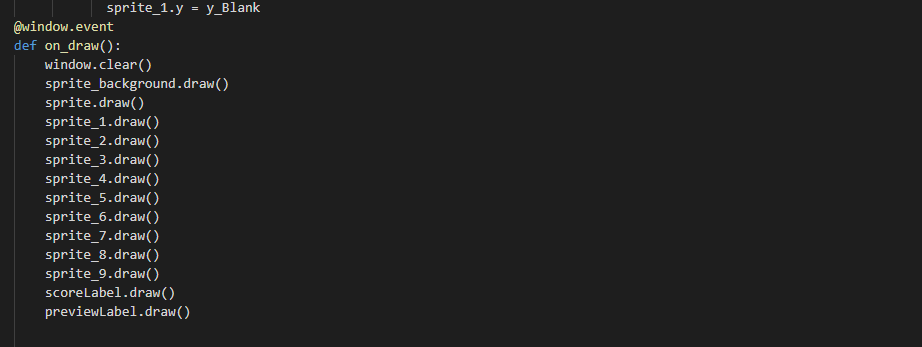 sprite_1.y = y_Blank
@window.event
def on_draw():
window.clear()
sprite_background.draw()
sprite.draw()
sprite_1.draw()
sprite_2.draw()
sprite_3.draw()
sprite_4.draw()
sprite_5.draw()
sprite_6.draw()
sprite_7.draw()
sprite_8.draw()
sprite_9.draw()
scoreLabel.draw()
previewLabel.draw()